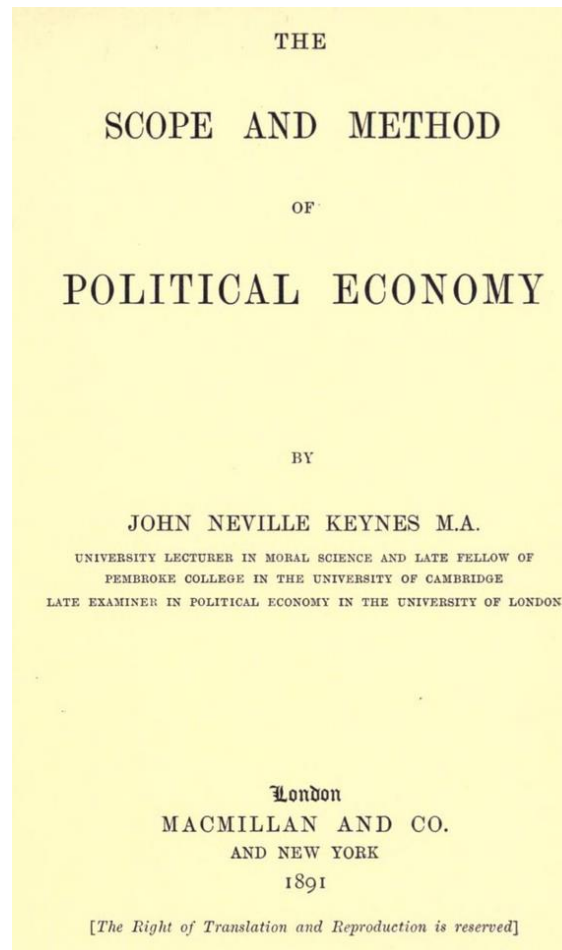 THE
SCOPE AND METHOD
OF
POLITICAL ECONOMY
BY
JOHN NEVILLE KEYNES M.A.
UNIVERSITY LECTURER IN MORAL SCIENCE AND LATE FELLOW OF
PEMBROKE COLLEGE IN THE UNIVERSITY OF CAMBRIDGE
LATE EXAMINER IN POLITICAL ECONOMY IN THE UNIVERSITY OF LONDON
London
MACMILLAN AND CO.
AND NEW YORK
1891
[The Right of Translation and Reproduction is reserved]